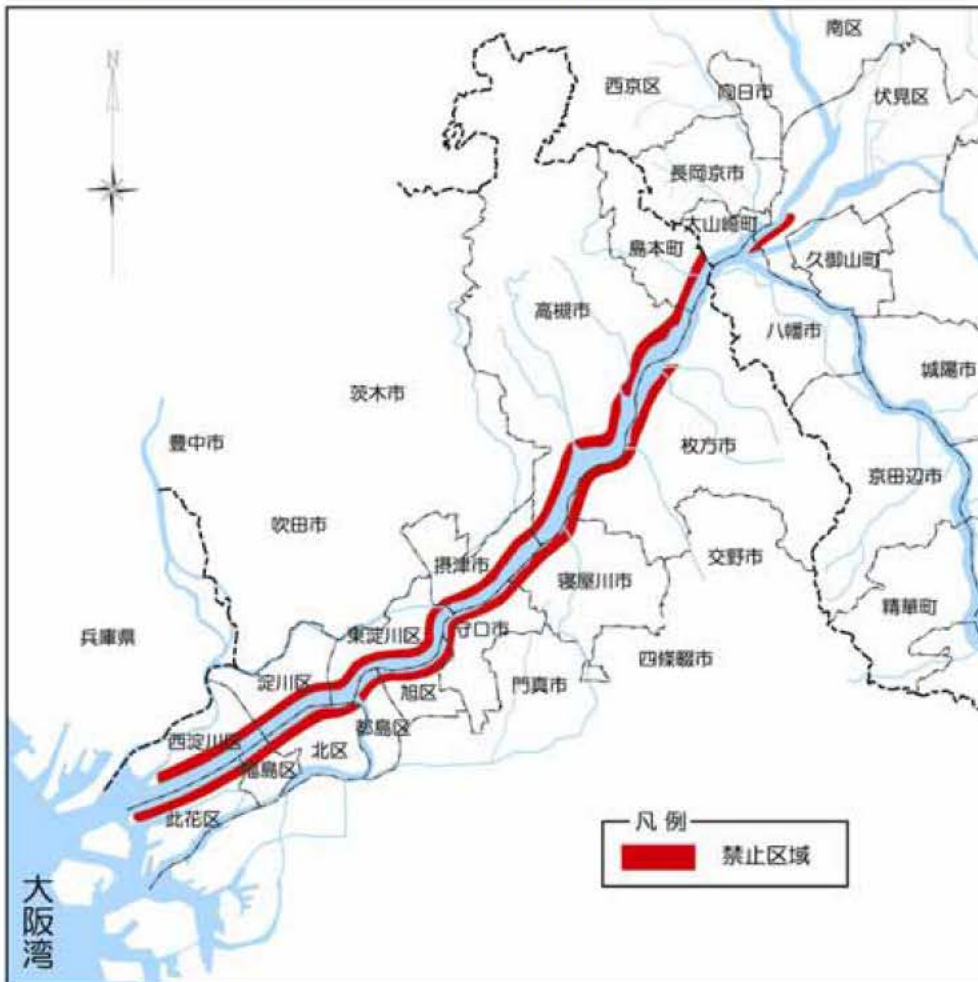 N
南区
西京区
向日市
伏見区
長岡京市
大山崎町
島本町
久御山町
高槻市
八幡市
城陽市
茨木市
豊中市
枚方市
京田辺市
吹田市
摂津市
寝屋川市
交野市
精華町
兵庫県
東淀川区
守口市
四條畷市
淀川区
旭区
門真市
都島区
西淀川区
北区
福島区
此花区
凡例
禁止区域
大阪湾